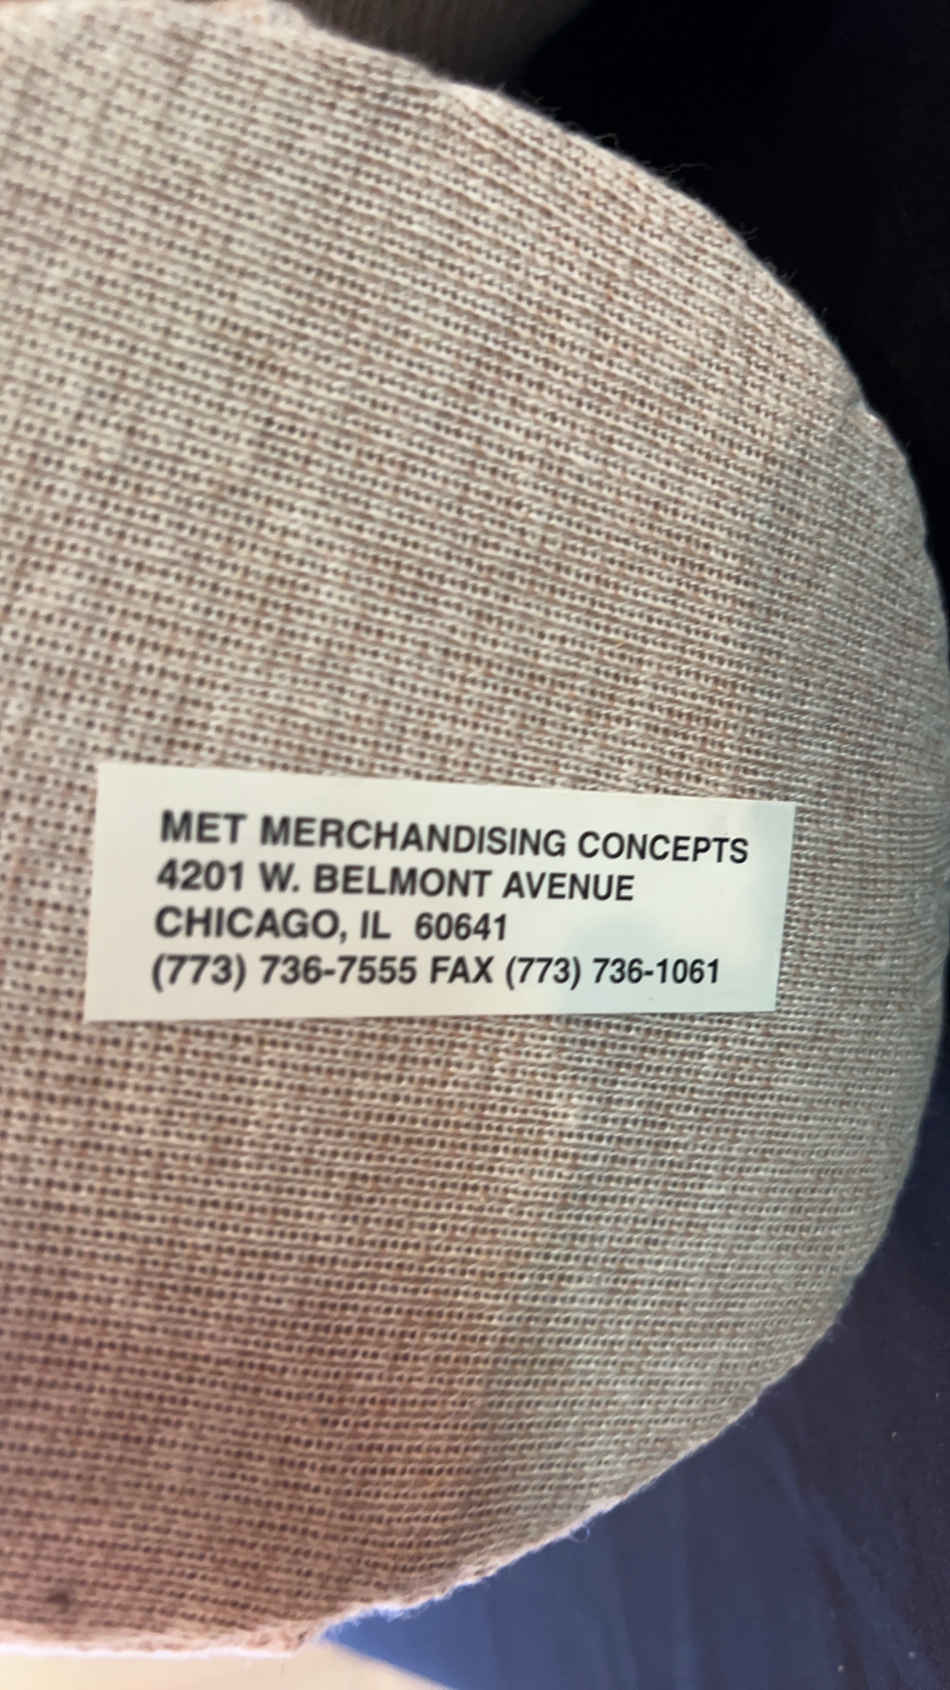 MET MERCHANDISING CONCEPTS
4201 W. BELMONT AVENUE
CHICAGO, IL  60641
(773) 736-7555 FAX (773) 736-1061